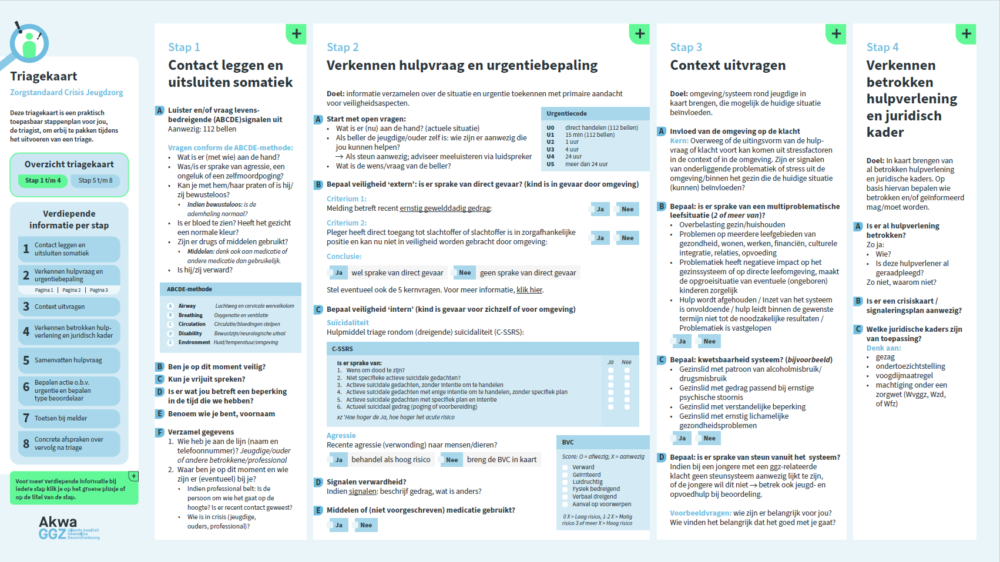 Triagekaart
Zorgstandaard Crisis Jeugdzorg
Deze triagekaart is een praktisch
toepasbaar stappenplan voor jou,
de triagist, om erbij te pakken tijdens
het uitvoeren van een triage.
Overzicht triagekaart
Stap 1 t/m 4
Stap 5 t/m 8
Verdiepende
informatie per stap
1 Contact leggen en
uitsluiten somatiek
2 Verkennen hulpvraag en
urgentiebepaling
Pagina 1 | Pagina 2 | Pagina 3
3 Context uitvragen
4 Verkennen betrokken hulp-
verlening en juridisch kader
5 Samenvatten hulpvraag
6 Bepalen actie o.b.v.
urgentie en bepalen
type beoordelaar
7 Toetsen bij melder
8 Concrete afspraken over
vervolg na triage
+
Voor meer verdiepende informatie bij
iedere stap klik je op het groene plusje of
op de titel van de stap.
Akwa
GGZ Alliantie kwaliteit
Geestelijke
Gezondheidszorg
+
Stap 1
Contact leggen en
uitsluiten somatiek
A Luister en/of vraag levens-
bedreigende (ABCDE)signalen uit
Aanwezig: 112 bellen
Vragen conform de ABCDE-methode:
• Wat is er (met wie) aan de hand?
• Was/is er sprake van agressie, een
ongeluk of een zelfmoordpoging?
• Kan je met hem/haar praten of is hij/
zij bewusteloos?
• Indien bewusteloos: is de
ademhaling normaal?
• Is er bloed te zien? Heeft het gezicht
een normale kleur?
• Zijn er drugs of middelen gebruikt?
• Middelen: denk ook aan medicatie of
andere medicatie dan gebruikelijk.
• Is hij/zij verward?
ABCDE-methode
A Airway Luchtweg en cervicale wervelkolom
B Breathing Oxygenatie en ventilatie
C Circulation Circulatie/bloedingen stelpen
D Disability Bewustzijn/neurologische uitval
E Environment Huid/temperatuur/omgeving
B Ben je op dit moment veilig?
C Kun je vrijuit spreken?
D Is er wat jou betreft een beperking
in de tijd die we hebben?
E Benoem wie je bent, voornaam
F Verzamel gegevens
1. Wie heb je aan de lijn (naam en
telefoonnummer)? Jeugdige/ouder
of andere betrokkene/professional
2. Waar ben je op dit moment en wie
zijn er (eventueel) bij je?
• Indien professional belt: Is de
persoon om wie het gaat op de
hoogte? Is er recent contact geweest?
• Wie is in crisis (jeugdige,
ouders, professional)?
+
Stap 2
Verkennen hulpvraag en urgentiebepaling
Doel: informatie verzamelen over de situatie en urgentie toekennen met primaire aandacht
voor veiligheidsaspecten.
A Start met open vragen:
• Wat is er (nu) aan de hand? (actuele situatie)
• Als beller de jeugdige/ouder zelf is: wie zijn er aanwezig die
jou kunnen helpen?
→ Als steun aanwezig; adviseer meeluisteren via luidspreker
• Wat is de wens/vraag van de beller?
Urgentiecode
U0 direct handelen (112 bellen)
U1 15 min (112 bellen)
U2 1 uur
U3 4 uur
U4 24 uur
U5 meer dan 24 uur
B Bepaal veiligheid ‘extern’: is er sprake van direct gevaar? (kind is in gevaar door omgeving)
Criterium 1:
Melding betreft recent ernstig gewelddadig gedrag: Ja Nee
Criterium 2:
Pleger heeft direct toegang tot slachtoffer of slachtoffer is in zorgafhankelijke
positie en kan nu niet in veiligheid worden gebracht door omgeving: Ja Nee
Conclusie:
Ja wel sprake van direct gevaar Nee geen sprake van direct gevaar
Stel eventueel ook de 5 kernvragen. Voor meer informatie, klik hier.
C Bepaal veiligheid ‘intern’ (kind is gevaar voor zichzelf of voor omgeving)
Suïcidaliteit
Hulpmiddel triage rondom (dreigende) suïcidaliteit (C-SSRS):
C-SSRS
Is er sprake van: Ja Nee
1. Wens om dood te zijn?
2. Niet specifieke actieve suïcidale gedachten?
3. Actieve suïcidale gedachten, zonder intentie om te handelen
4. Actieve suïcidale gedachten met enige intentie om te handelen, zonder specifiek plan
5. Actieve suïcidale gedachten met specifiek plan en intentie
6. Actueel suïcidaal gedrag (poging of voorbereiding)
xz ‘Hoe hoger de Ja, hoe hoger het acute risico
Agressie
Recente agressie (verwonding) naar mensen/dieren?
Ja behandel als hoog risico Nee breng de BVC in kaart
BVC
Score: O = afwezig; X = aanwezig
Verward
Geïrriteerd
Luidruchtig
Fysiek bedreigend
Verbaal dreigend
Aanval op voorwerpen
0 X > Laag risico, 1-2 X > Matig
risico 3 of meer X > Hoog risico
D Signalen verwardheid?
Indien signalen: beschrijf gedrag, wat is anders?
E Middelen of (niet voorgeschreven) medicatie gebruikt?
Ja Nee
+
Stap 3
Context uitvragen
Doel: omgeving/systeem rond jeugdige in
kaart brengen, die mogelijk de huidige situatie
beïnvloeden.
A Invloed van de omgeving op de klacht
Kern: Overweeg of de uitingsvorm van de hulp-
vraag of klacht voort kan komen uit stressfactoren
in de context of in de omgeving. Zijn er signalen
van onderliggende problematiek of stress uit de
omgeving/binnen het gezin die de huidige situatie
(kunnen) beïnvloeden?
B Bepaal: is er sprake van een multiproblematische
leefsituatie (2 of meer van)?
• Overbelasting gezin/huishouden
• Problemen op meerdere leefgebieden van
gezondheid, wonen, werken, financiën, culturele
integratie, relaties, opvoeding
• Problematiek heeft negatieve impact op het
gezinssysteem of op directe leefomgeving, maakt
de opgroeisituatie van eventuele (ongeboren)
kinderen zorgelijk
• Hulp wordt afgehouden / Inzet van het systeem
is onvoldoende / hulp leidt binnen de gewenste
termijn niet tot de noodzakelijke resultaten /
Problematiek is vastgelopen
Ja Nee
C Bepaal: kwetsbaarheid systeem? (bijvoorbeeld)
• Gezinslid met patroon van alcoholmisbruik/
drugsmisbruik
• Gezinslid met gedrag passend bij ernstige
psychische stoornis
• Gezinslid met verstandelijke beperking
• Gezinslid met ernstig lichamelijke
gezondheidsproblemen
Ja Nee
D Bepaal: is er sprake van steun vanuit het systeem?
Indien bij een jongere met een ggz-relateerde
klacht geen steunsysteem aanwezig lijkt te zijn,
of de jongere wil dit niet → betrek ook jeugd- en
opvoedhulp bij beoordeling.
Voorbeeldvragen: wie zijn er belangrijk voor jou?
Wie vinden het belangrijk dat het goed met je gaat?
+
Stap 4
Verkennen
betrokken
hulpverlening
en juridisch
kader
Doel: In kaart brengen van
al betrokken hulpverlening
en juridische kaders. Op
basis hiervan bepalen wie
betrokken en/of geïnformeerd
mag/moet worden.
A Is er al hulpverlening
betrokken?
Zo ja:
• Wie?
• Is deze hulpverlener al
geraadpleegd?
Zo niet, waarom niet?
B Is er een crisiskaart /
signaleringsplan aanwezig?
C Welke juridische kaders zijn
van toepassing?
Denk aan:
• gezag
• ondertoezichtstelling
• voogdijmaatregel
• machtiging onder een
zorgwet (Wvggz, Wzd,
of Wfz)